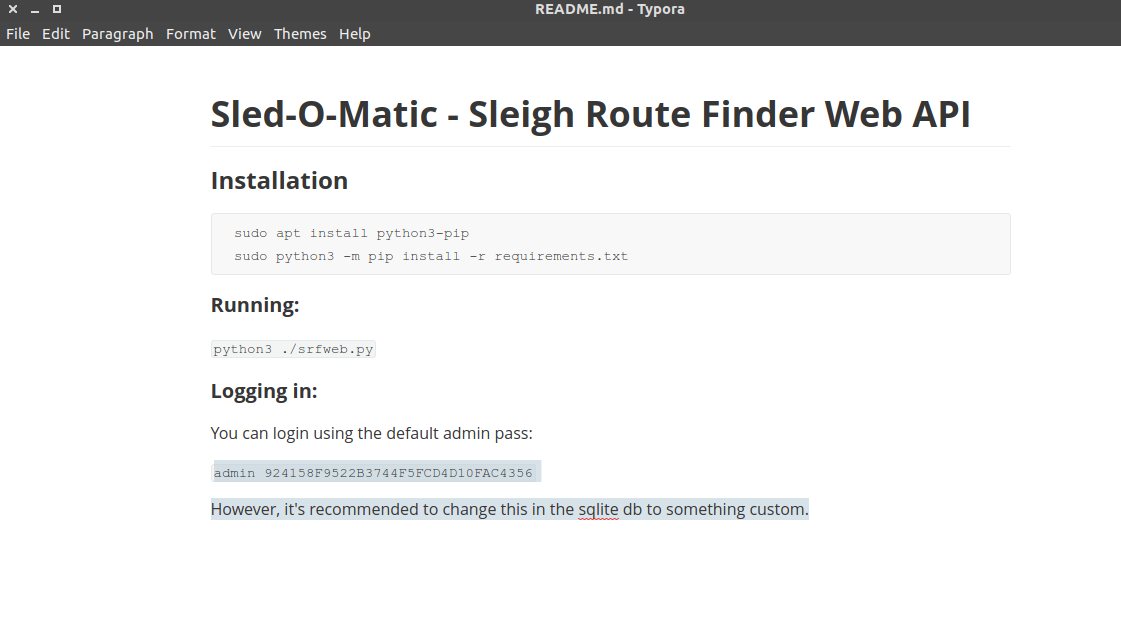 README.md - Typora
File Edit Paragraph Format View Themes Help
Sled-O-Matic - Sleigh Route Finder Web API
Installation
sudo apt install python3-pip
sudo python3 -m pip install -r requirements.txt
Running:
python3 ./srfweb.py
Logging in:
You can login using the default admin pass:
admin 924158F9522B3744F5FCD4D10FAC4356
However, it's recommended to change this in the sqlite db to something custom.